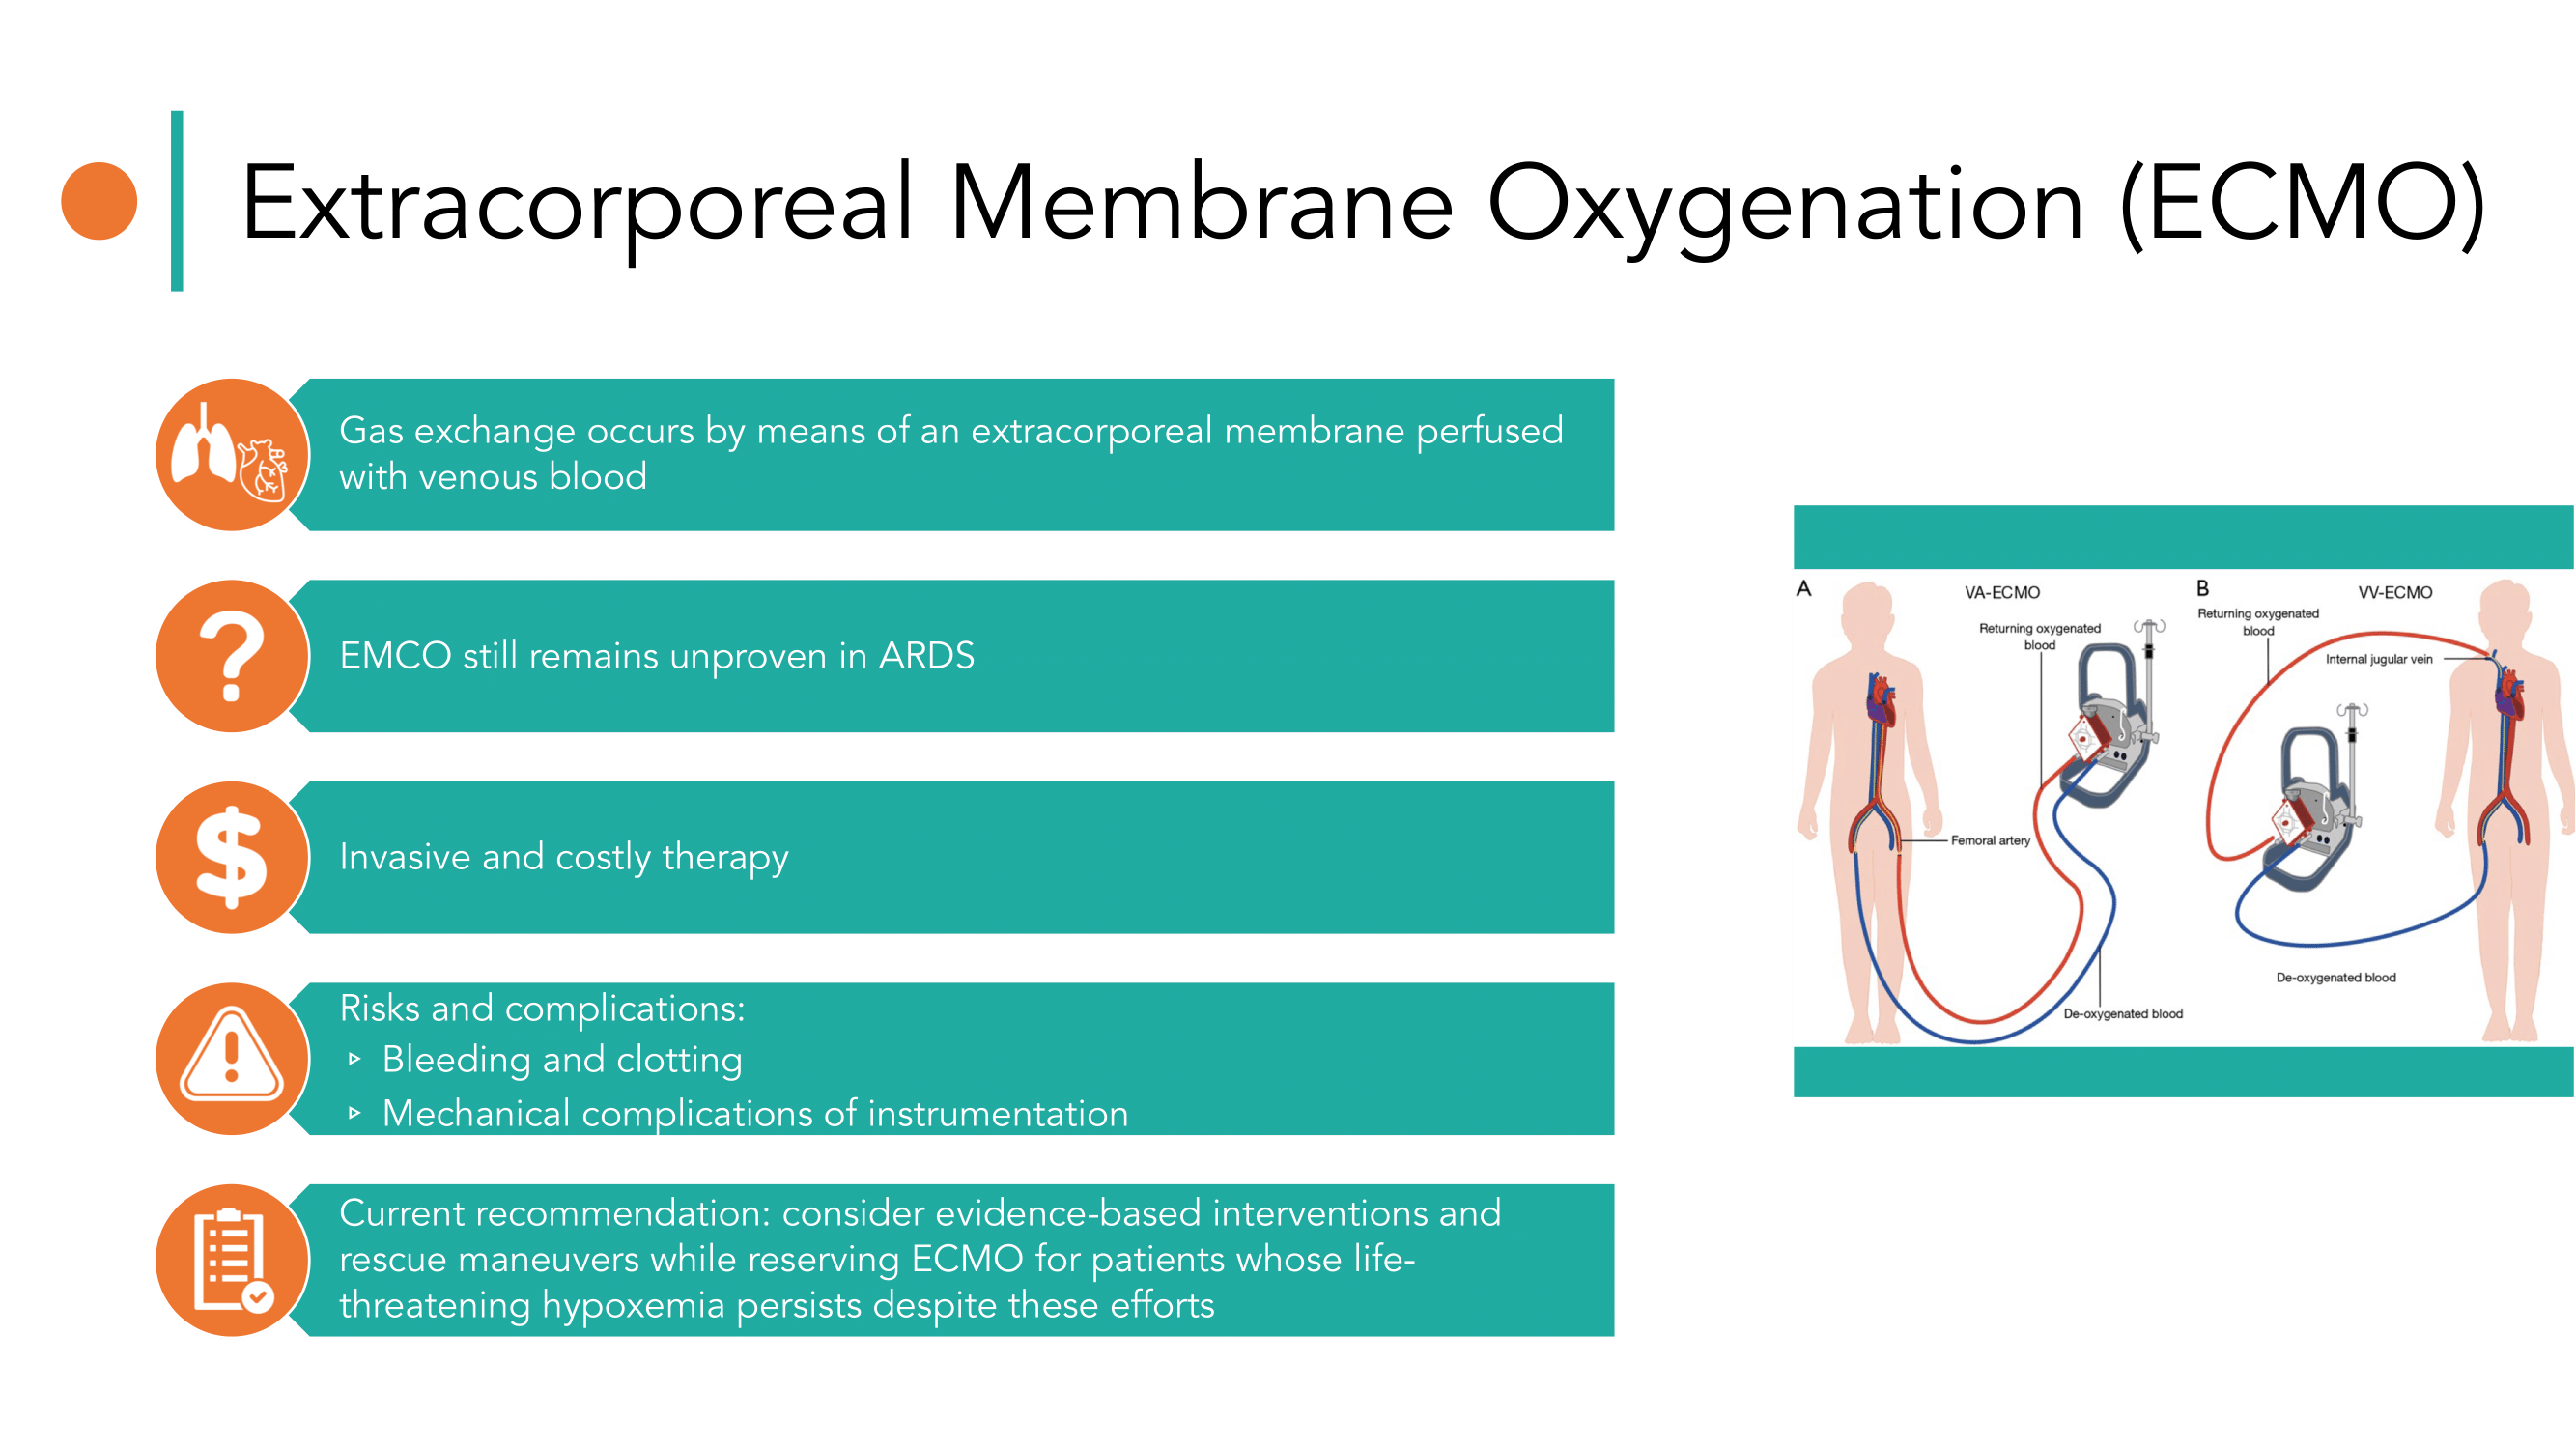 Extracorporeal Membrane Oxygenation (ECMO)
Gas exchange occurs by means of an extracorporeal membrane perfused
with venous blood
EMCO still remains unproven in ARDS
Invasive and costly therapy
Risks and complications:
Bleeding and clotting
Mechanical complications of instrumentation
Current recommendation: consider evidence-based interventions and
rescue maneuvers while reserving ECMO for patients whose life-
threatening hypoxemia persists despite these efforts
A
VA-ECMO
Returning oxygenated
blood
Femoral artery
De-oxygenated blood
B
VV-ECMO
Returning oxygenated
blood
Internal jugular vein
De-oxygenated blood